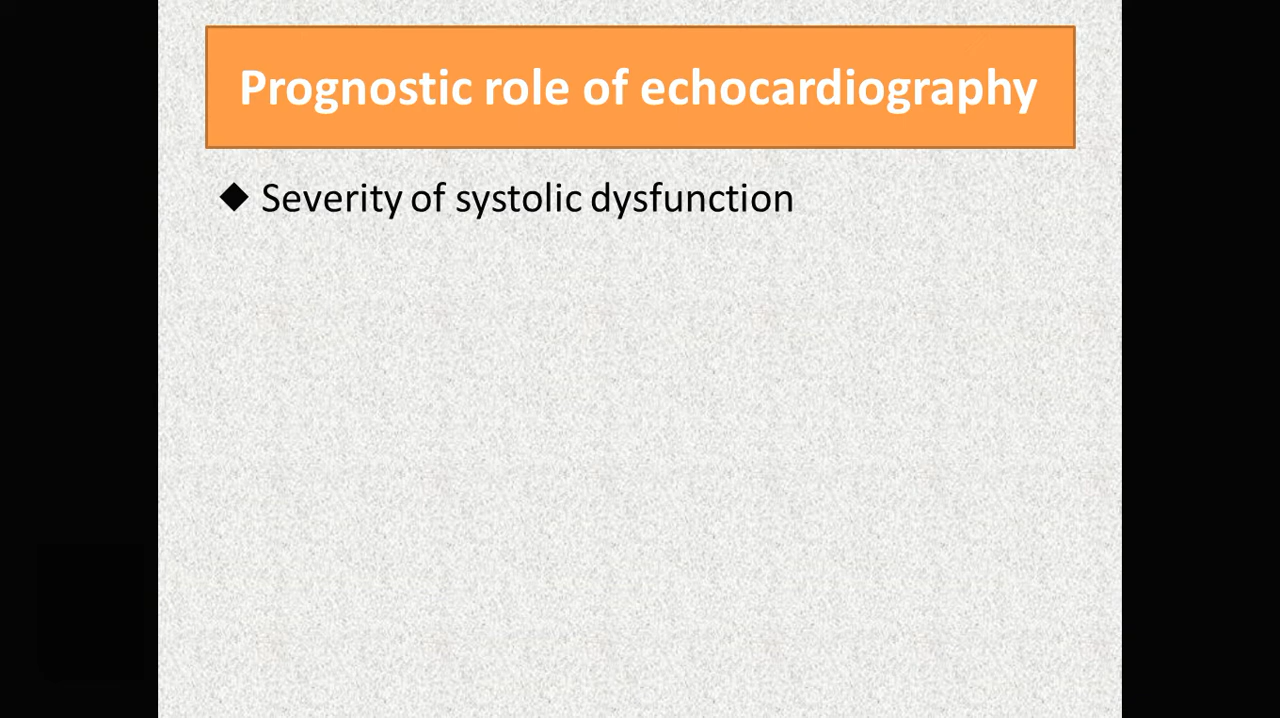 Prognostic role of echocardiography
◆ Severity of systolic dysfunction